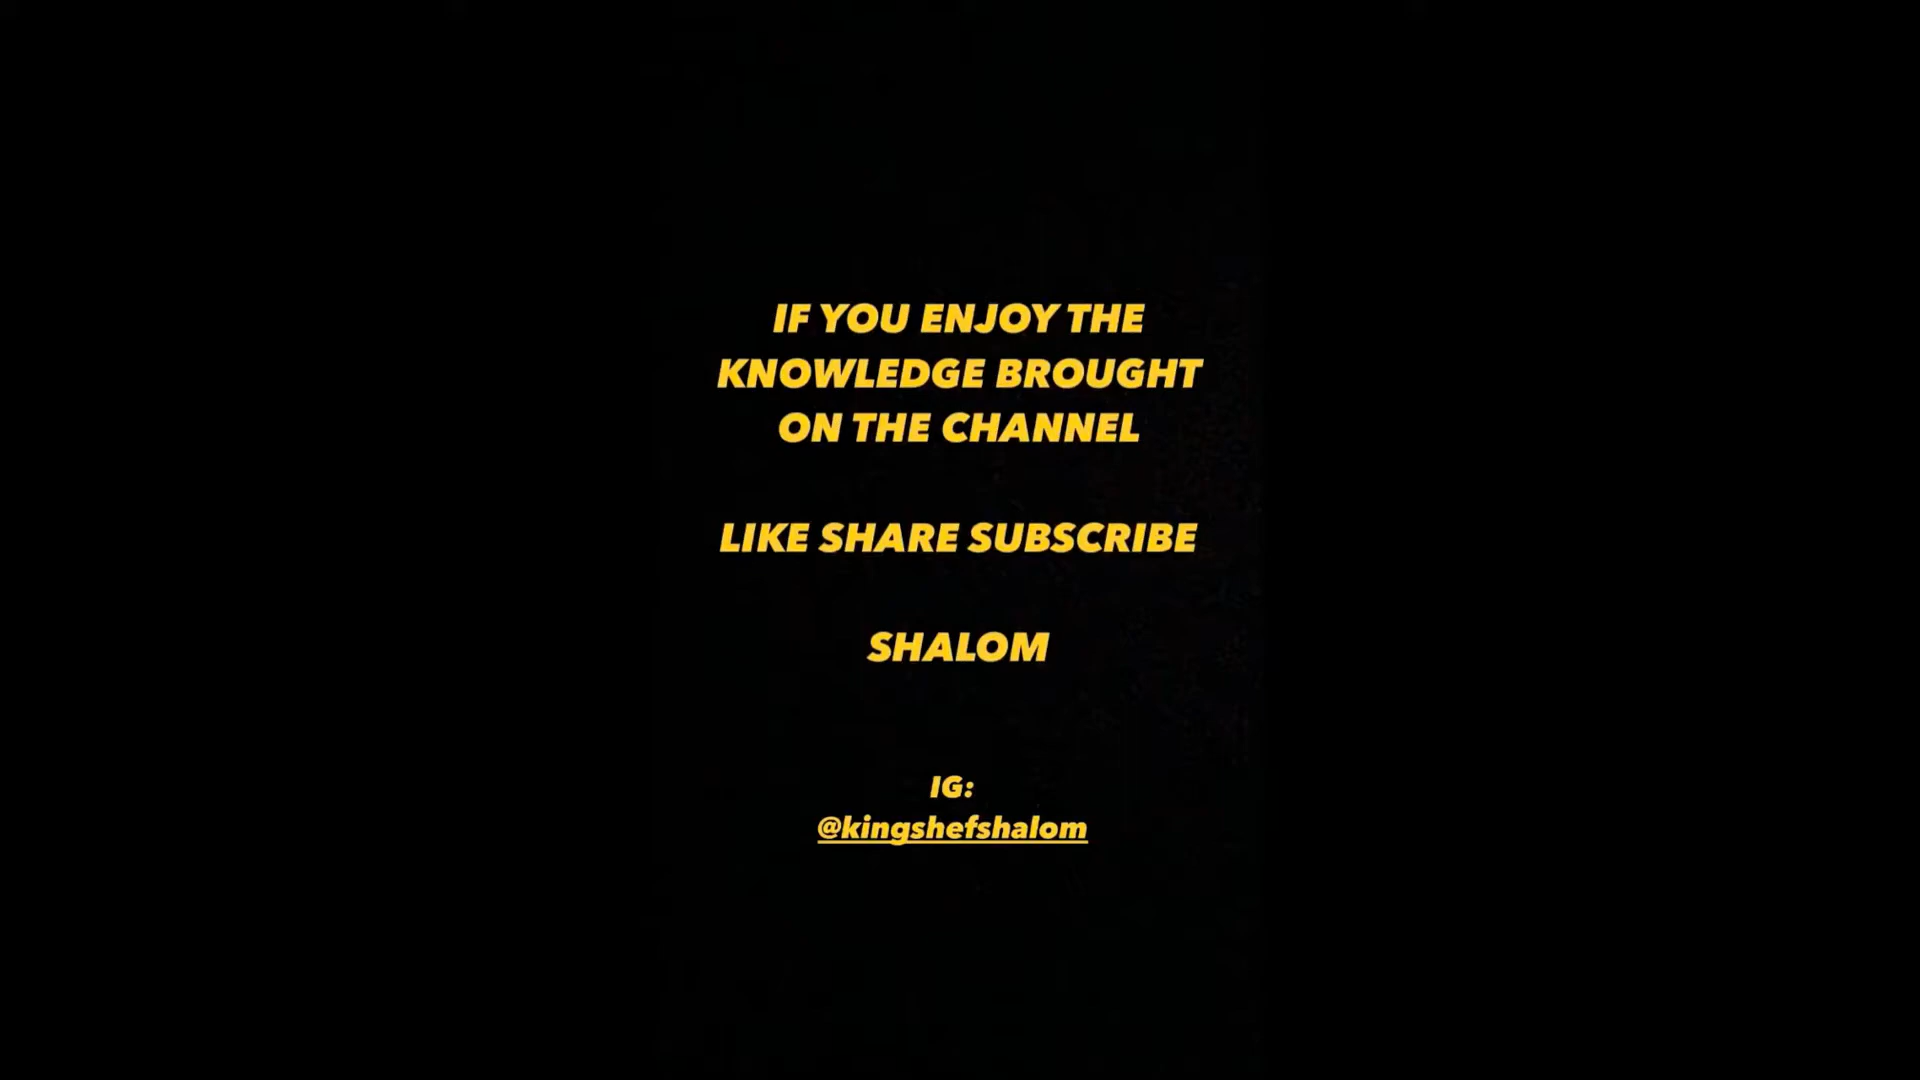 IF YOU ENJOY THE
KNOWLEDGE BROUGHT
ON THE CHANNEL
LIKE SHARE SUBSCRIBE
SHALOM
IG:
@kingshefshalom